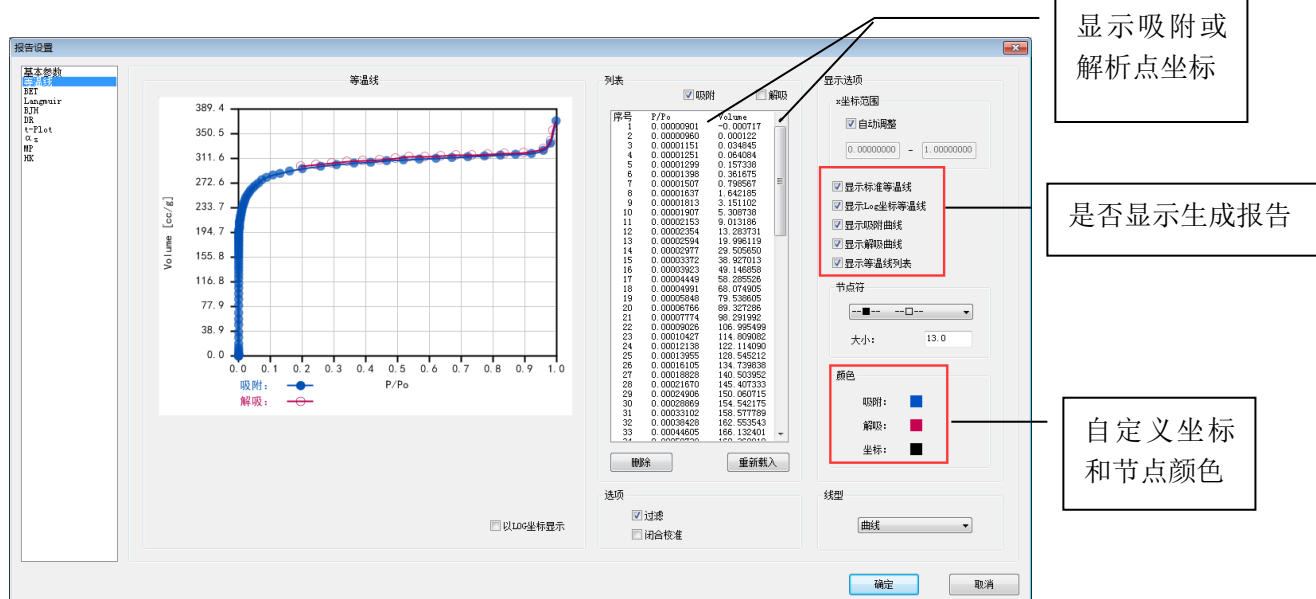 显示吸附或
解析点坐标
是否显示生成报告
自定义坐标
和节点颜色
报告设置
基本参数
等温线
BET
Langmuir
BJH
DR
t-Plot
αs
MP
HK
等温线
389.4
350.5
311.6
272.6
233.7
194.7
155.8
116.8
77.9
38.9
0.0
Volume [cc/g]
0.0 0.1 0.2 0.3 0.4 0.5 0.6 0.7 0.8 0.9 1.0
P/Po
吸附:
解吸:
以LOG坐标显示
列表
吸附 解吸
序号 P/Po Volume
1 0.00000901 -0.000717
2 0.00000960 0.000122
3 0.00001151 0.034845
4 0.00001251 0.064084
5 0.00001299 0.157338
6 0.00001398 0.361675
7 0.00001507 0.798567
8 0.00001637 1.642185
9 0.00001813 3.151102
10 0.00001907 5.308738
11 0.00002153 9.013186
12 0.00002354 13.283731
13 0.00002594 19.996119
14 0.00002977 29.505650
15 0.00003372 38.927013
16 0.00003923 49.146858
17 0.00004449 58.285526
18 0.00004991 68.074905
19 0.00005848 79.538605
20 0.00006766 89.327286
21 0.00007774 98.291992
22 0.00009026 106.995499
23 0.00010427 114.809082
24 0.00012138 122.114090
25 0.00013955 128.545212
26 0.00016105 134.739838
27 0.00018828 140.503952
28 0.00021670 145.407333
29 0.00024906 150.060715
30 0.00028869 154.542175
31 0.00033102 158.577789
32 0.00038428 162.553543
33 0.00044605 166.132401
删除 重新载入
选项
过滤
闭合校准
显示选项
x坐标范围
自动调整
0.00000000 - 1.00000000
显示标准等温线
显示Log坐标等温线
显示吸附曲线
显示解吸曲线
显示等温线列表
节点符
--■-- --□--
大小: 13.0
颜色
吸附:
解吸:
坐标:
线型
曲线
确定 取消